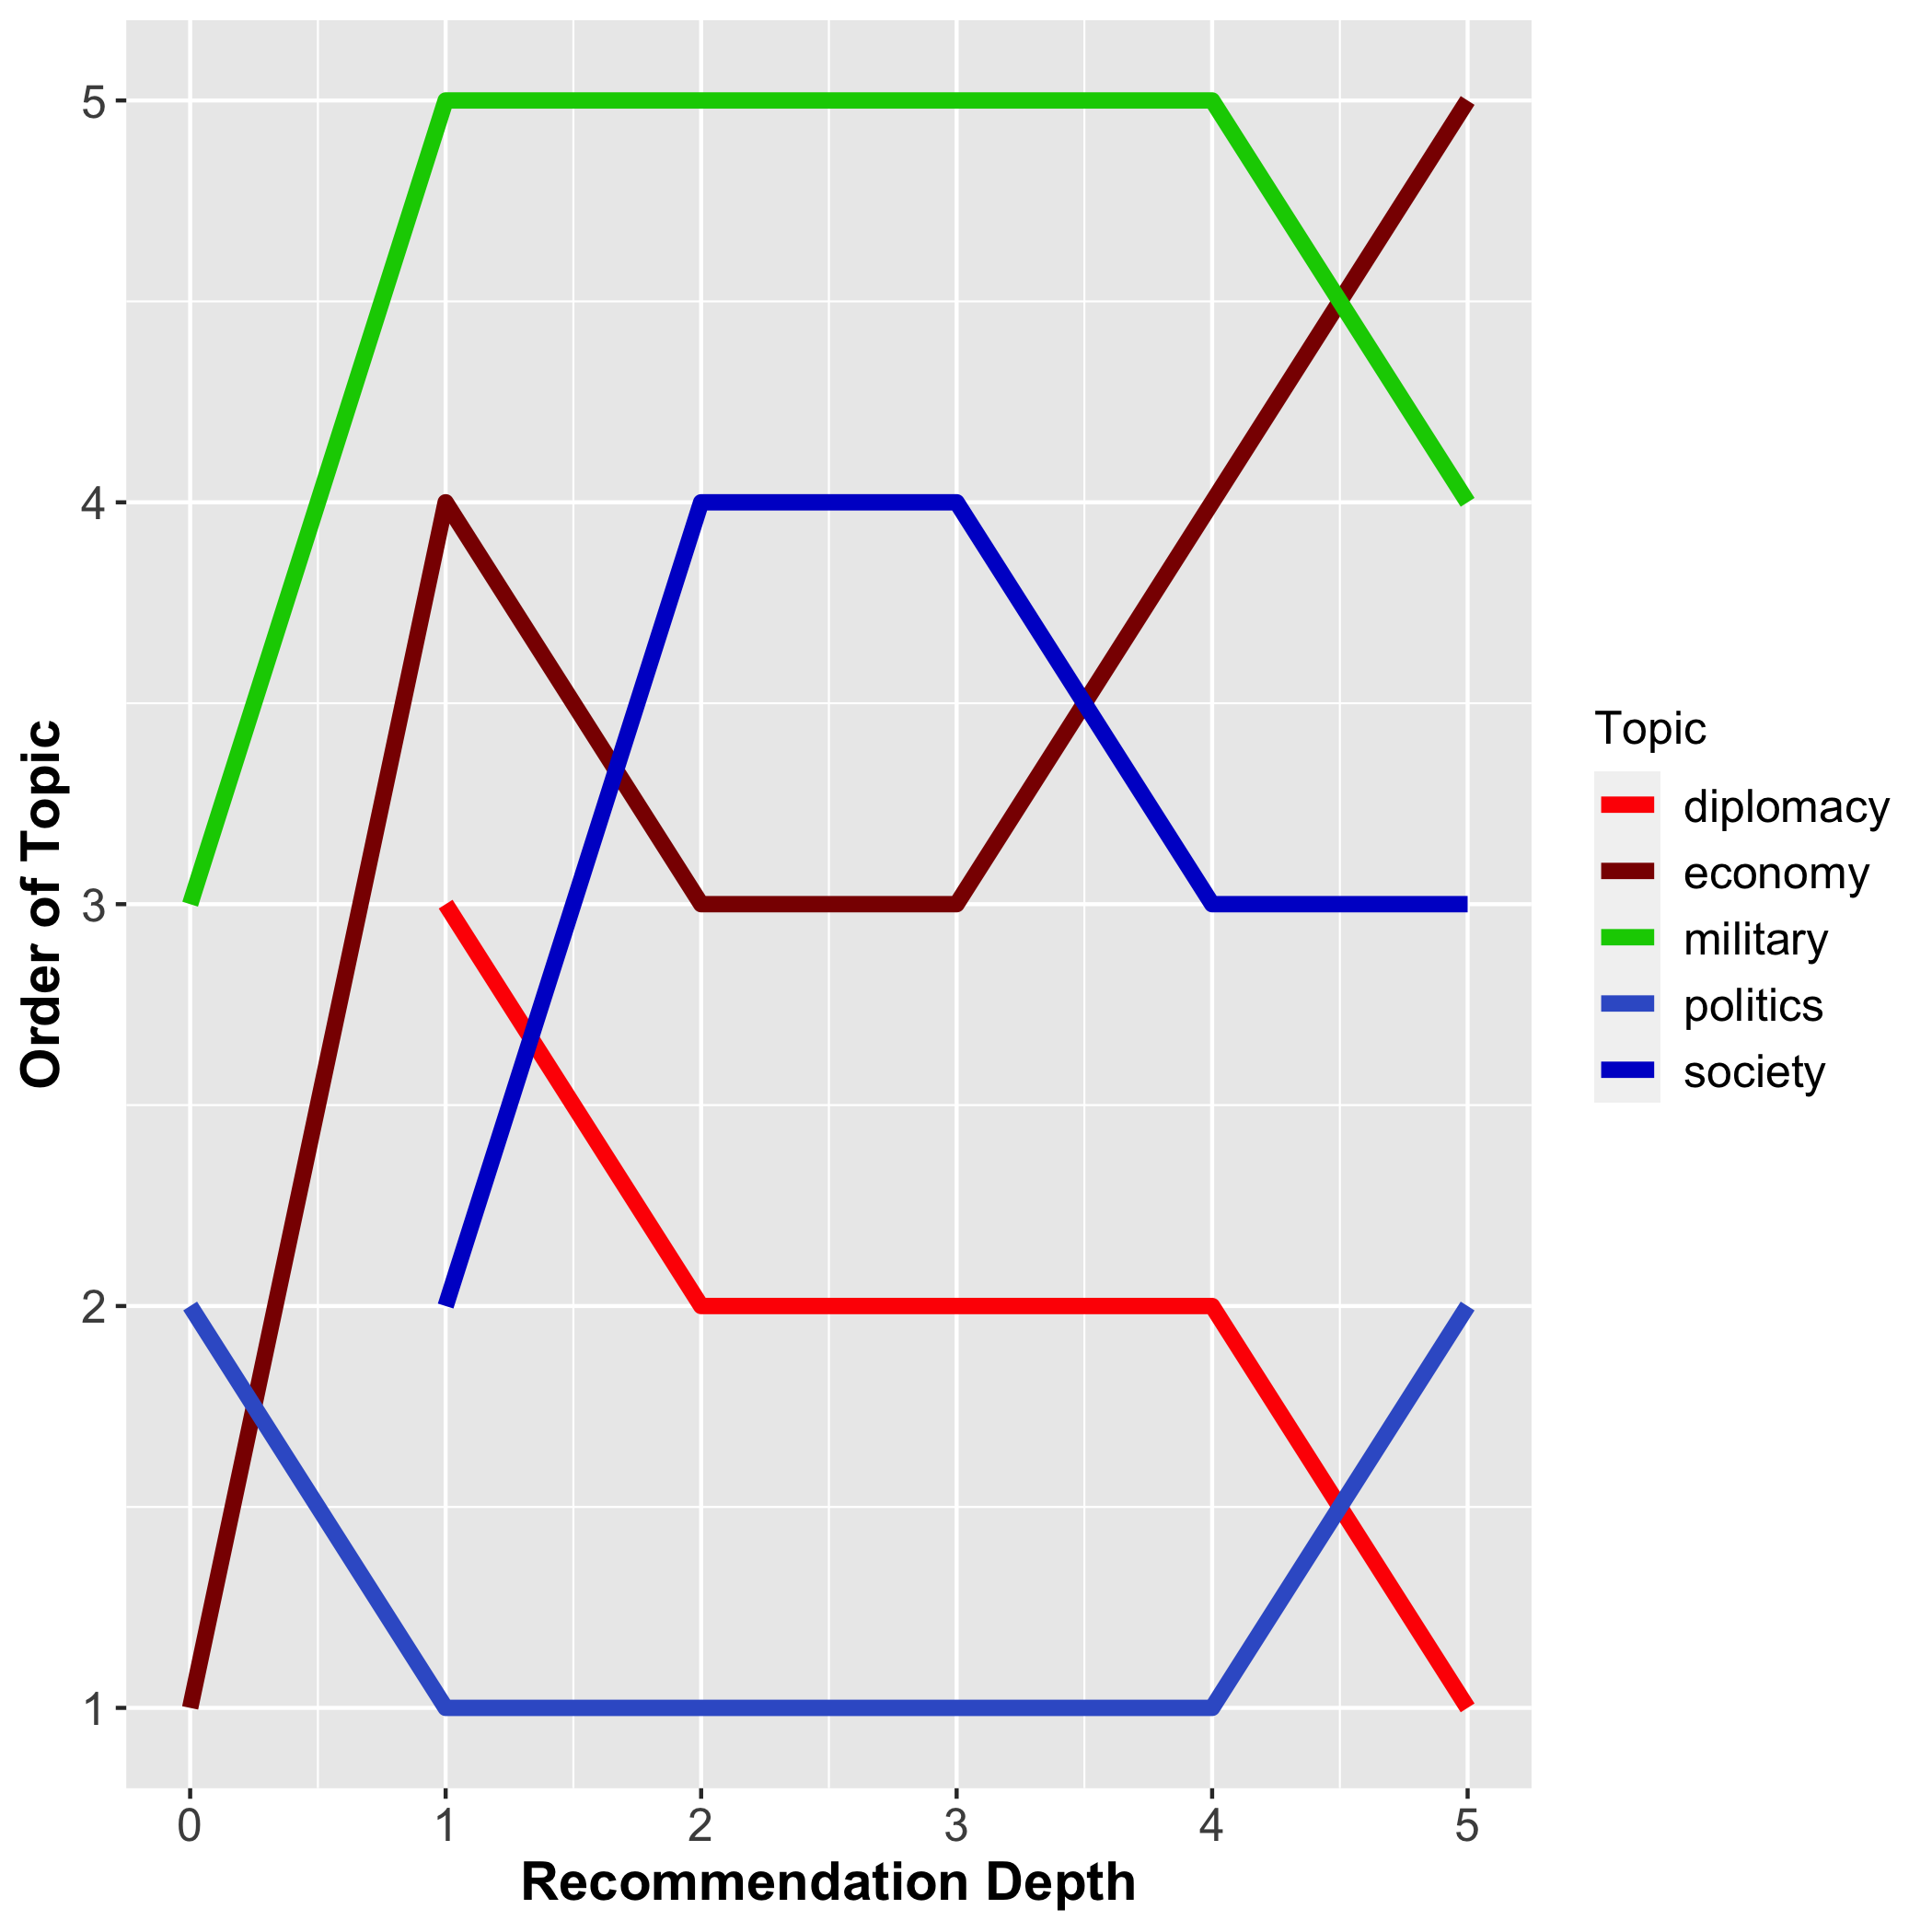 5
4
3
2
1
Order of Topic
0 1 2 3 4 5
Recommendation Depth
Topic
diplomacy
economy
military
politics
society